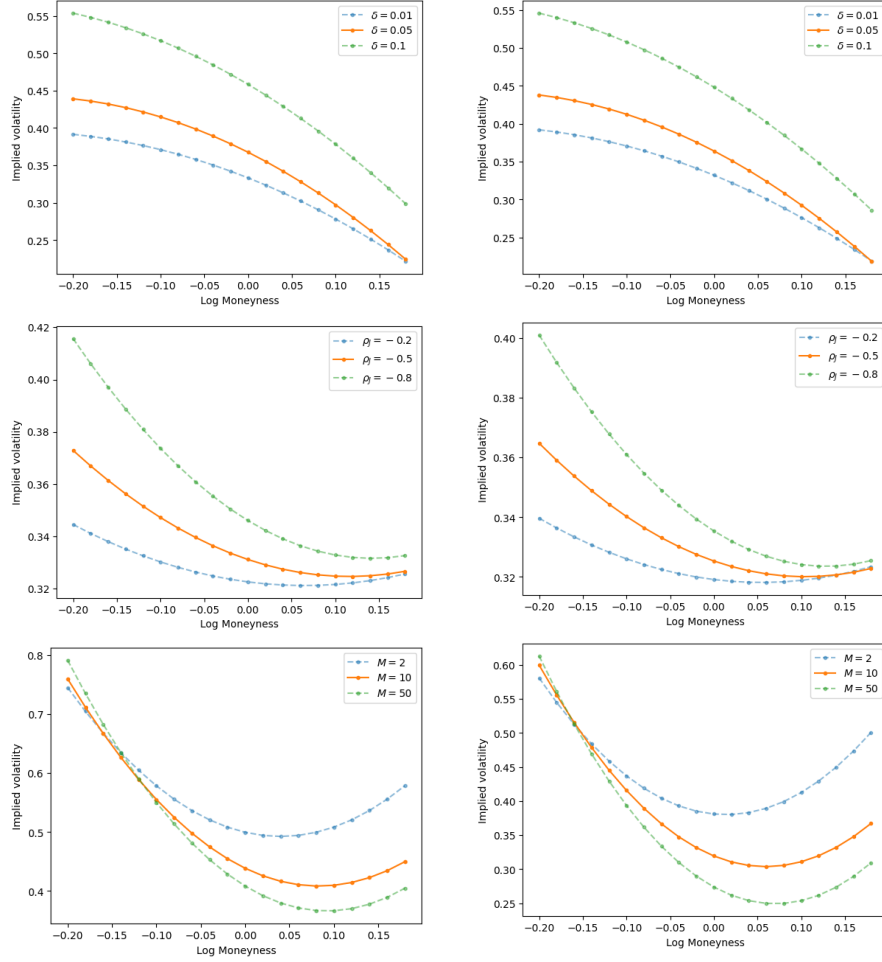 δ = 0.01
δ = 0.05
δ = 0.1
Implied volatility
0.55
0.50
0.45
0.40
0.35
0.30
0.25
−0.20 −0.15 −0.10 −0.05 0.00 0.05 0.10 0.15
Log Moneyness
δ = 0.01
δ = 0.05
δ = 0.1
Implied volatility
0.55
0.50
0.45
0.40
0.35
0.30
0.25
−0.20 −0.15 −0.10 −0.05 0.00 0.05 0.10 0.15
Log Moneyness
ρJ = −0.2
ρJ = −0.5
ρJ = −0.8
Implied volatility
0.42
0.40
0.38
0.36
0.34
0.32
−0.20 −0.15 −0.10 −0.05 0.00 0.05 0.10 0.15
Log Moneyness
ρJ = −0.2
ρJ = −0.5
ρJ = −0.8
Implied volatility
0.40
0.38
0.36
0.34
0.32
−0.20 −0.15 −0.10 −0.05 0.00 0.05 0.10 0.15
Log Moneyness
M = 2
M = 10
M = 50
Implied volatility
0.8
0.7
0.6
0.5
0.4
−0.20 −0.15 −0.10 −0.05 0.00 0.05 0.10 0.15
Log Moneyness
M = 2
M = 10
M = 50
Implied volatility
0.60
0.55
0.50
0.45
0.40
0.35
0.30
0.25
−0.20 −0.15 −0.10 −0.05 0.00 0.05 0.10 0.15
Log Moneyness